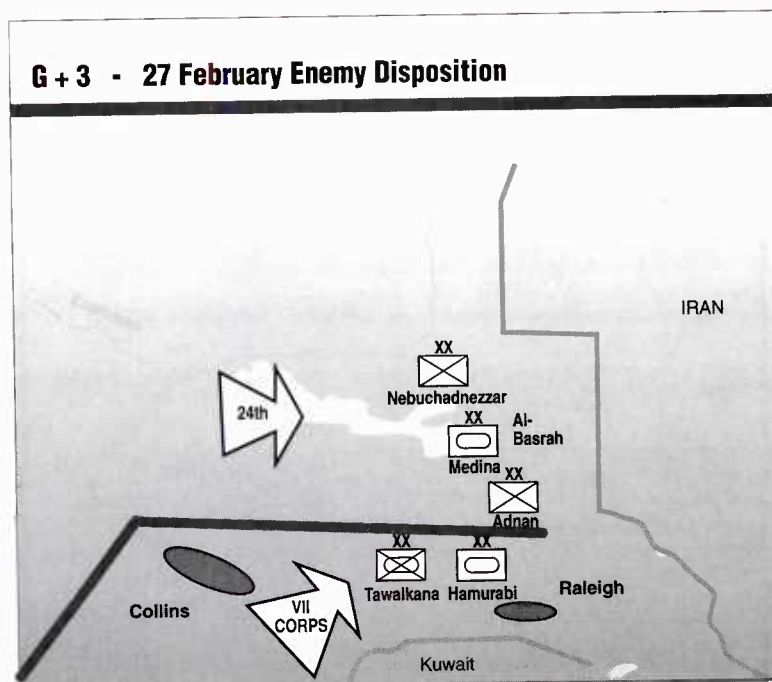 G + 3 - 27 February Enemy Disposition
IRAN
XX
Nebuchadnezzar
24th
XX
Al-
Basrah
Medina
XX
Adnan
XX
XX
Tawalkana
Hamurabi
Collins
VII
CORPS
Raleigh
Kuwait